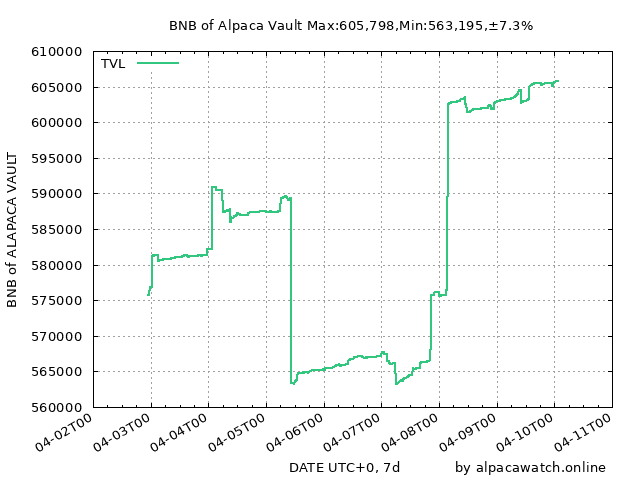 BNB of Alpaca Vault Max:605,798,Min:563,195,±7.3%
TVL
610000
605000
600000
595000
590000
585000
580000
575000
570000
565000
560000
BNB of ALAPACA VAULT
04-02T00
04-03T00
04-04T00
04-05T00
04-06T00
04-07T00
04-08T00
04-09T00
04-10T00
04-11T00
DATE UTC+0, 7d
by alpacawatch.online